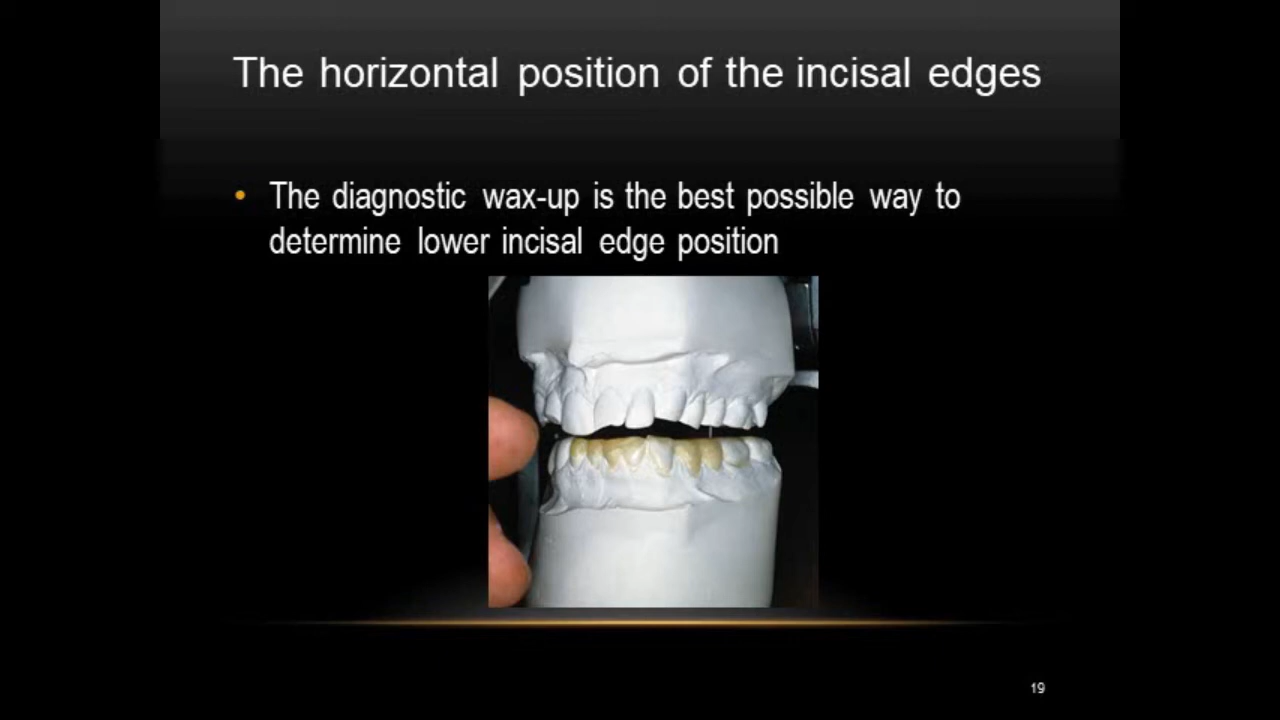 The horizontal position of the incisal edges
• The diagnostic wax-up is the best possible way to
determine lower incisal edge position
19